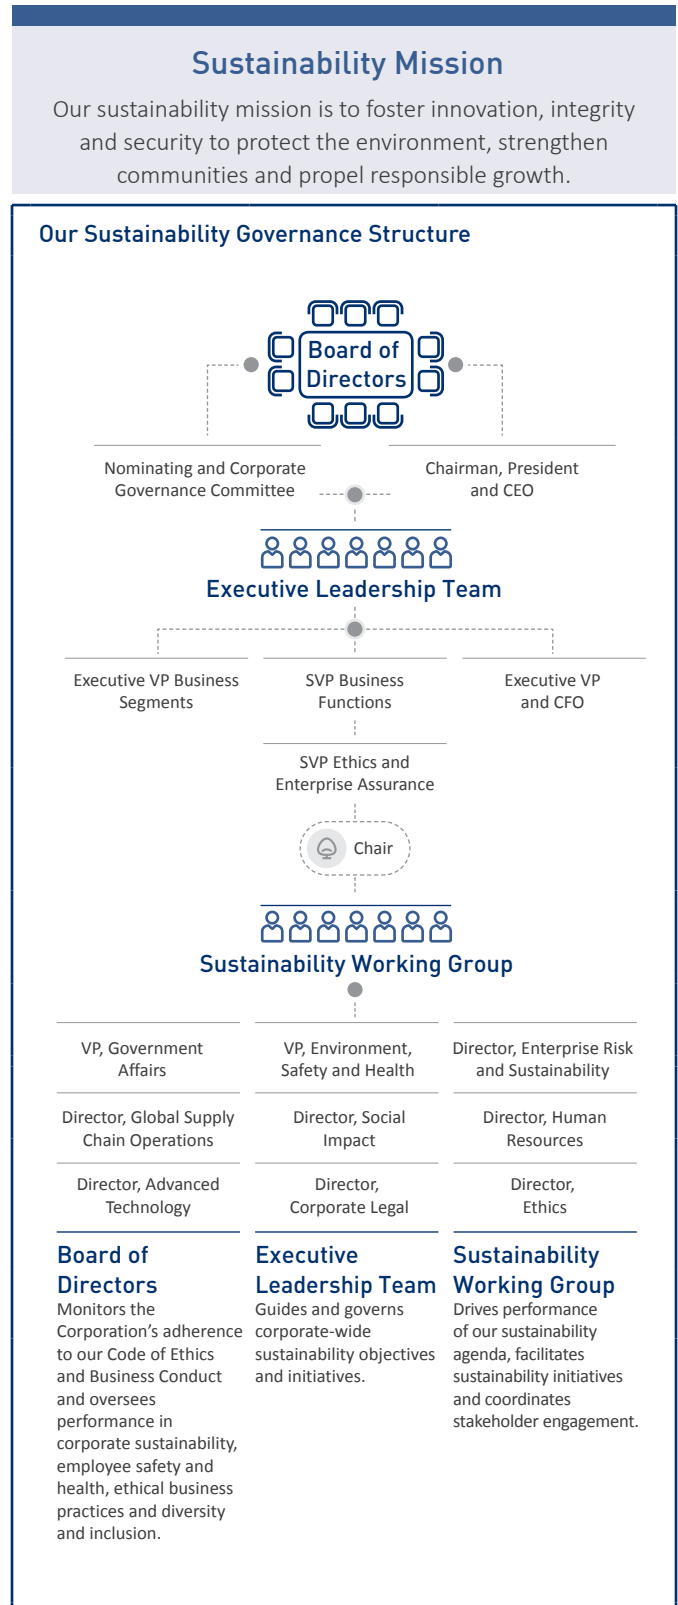 Sustainability Mission
Our sustainability mission is to foster innovation, integrity
and security to protect the environment, strengthen
communities and propel responsible growth.
Our Sustainability Governance Structure
Board of
Directors
Nominating and Corporate
Governance Committee
Chairman, President
and CEO
Executive Leadership Team
Executive VP Business
Segments
SVP Business
Functions
Executive VP
and CFO
SVP Ethics and
Enterprise Assurance
Chair
Sustainability Working Group
VP, Government
Affairs
VP, Environment,
Safety and Health
Director, Enterprise Risk
and Sustainability
Director, Global Supply
Chain Operations
Director, Social
Impact
Director, Human
Resources
Director, Advanced
Technology
Director,
Corporate Legal
Director,
Ethics
Board of
Directors
Monitors the
Corporation’s adherence
to our Code of Ethics
and Business Conduct
and oversees
performance in
corporate sustainability,
employee safety and
health, ethical business
practices and diversity
and inclusion.
Executive
Leadership Team
Guides and governs
corporate-wide
sustainability objectives
and initiatives.
Sustainability
Working Group
Drives performance
of our sustainability
agenda, facilitates
sustainability initiatives
and coordinates
stakeholder engagement.